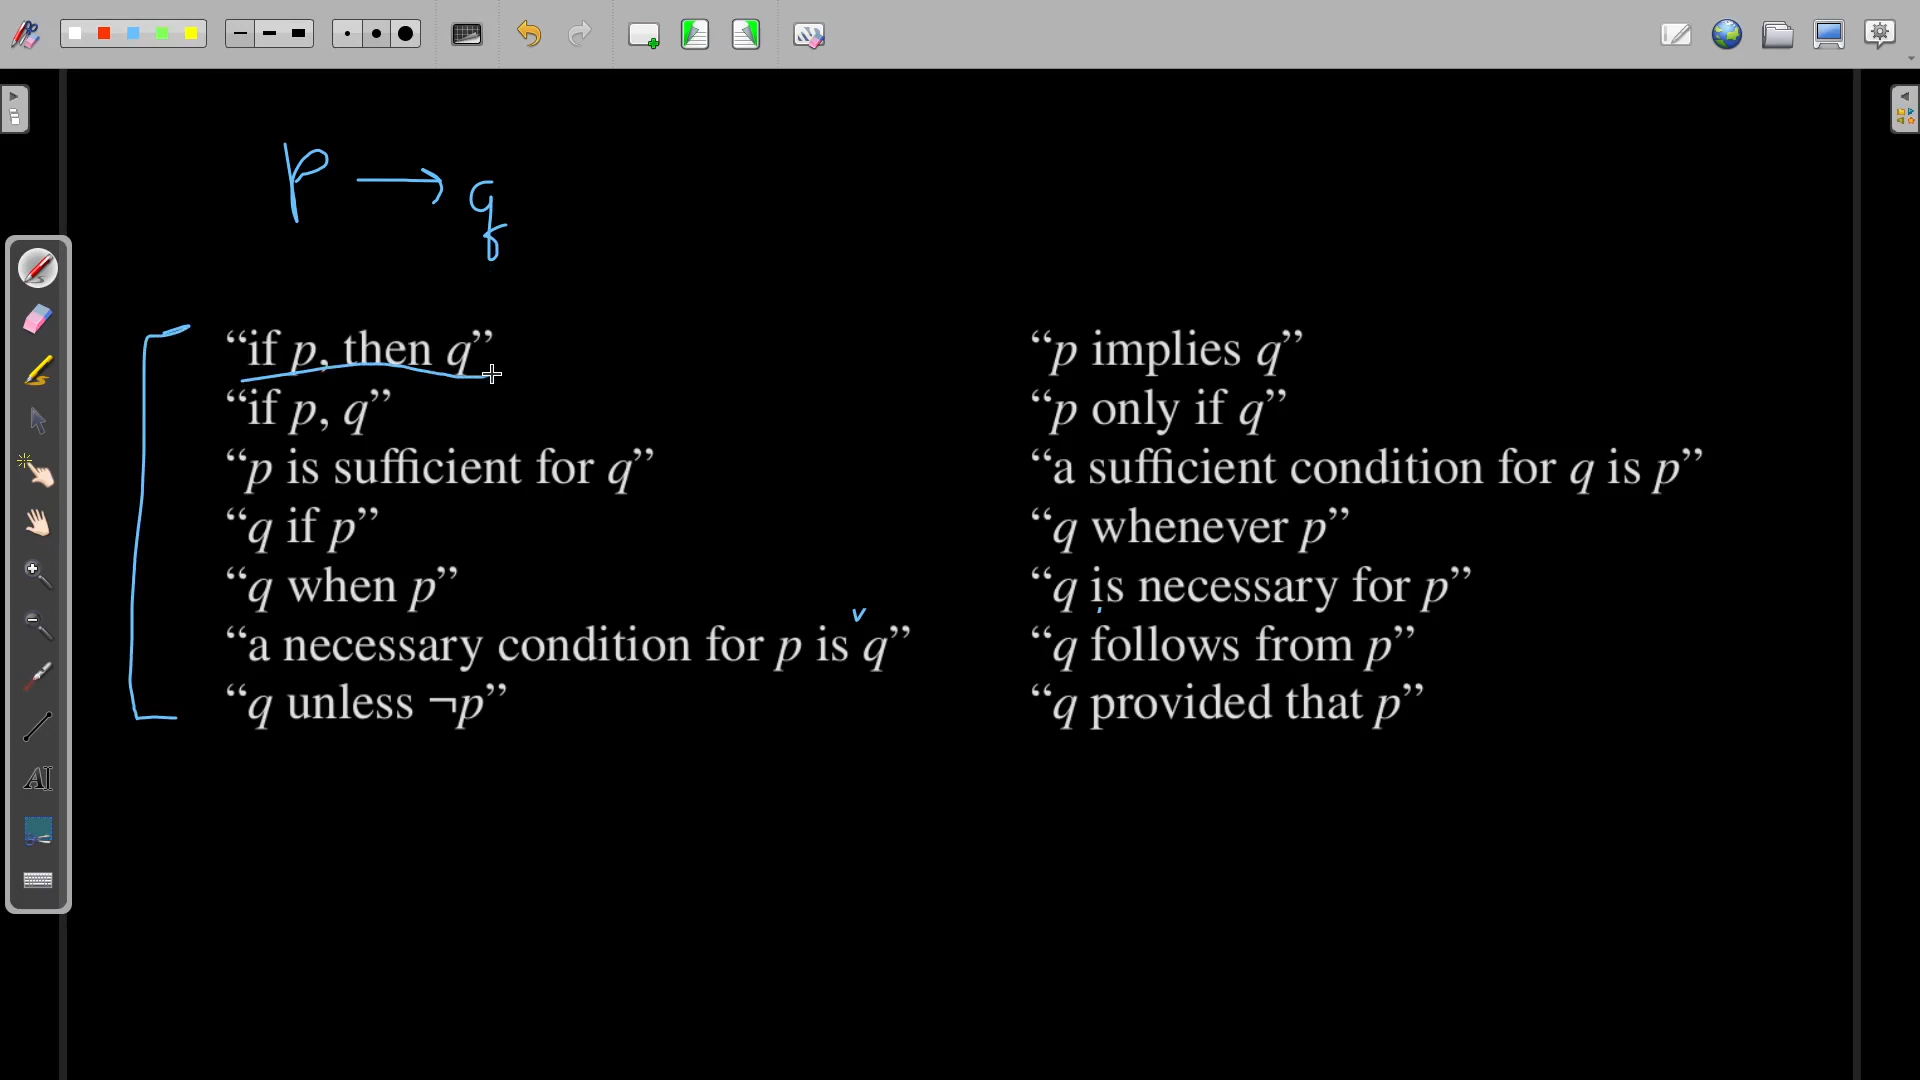 p → q
“if p, then q”
“if p, q”
“p is sufficient for q”
“q if p”
“q when p”
“a necessary condition for p is q”
“q unless ¬p”
“p implies q”
“p only if q”
“a sufficient condition for q is p”
“q whenever p”
“q is necessary for p”
“q follows from p”
“q provided that p”